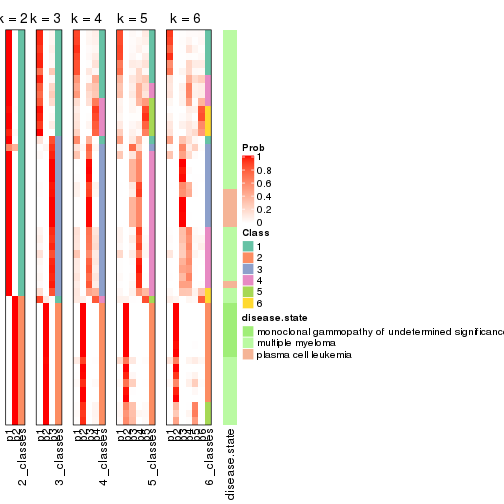 k = 2 k = 3 k = 4 k = 5 k = 6
Prob
1
0.8
0.6
0.4
0.2
0
Class
1
2
3
4
5
6
disease.state
monoclonal gammopathy of undetermined significance
multiple myeloma
plasma cell leukemia
p1
p2
2_classes
p1
p2
p3
3_classes
p1
p2
p3
p4
4_classes
p1
p2
p3
p4
p5
5_classes
p1
p2
p3
p4
p5
p6
6_classes
disease.state